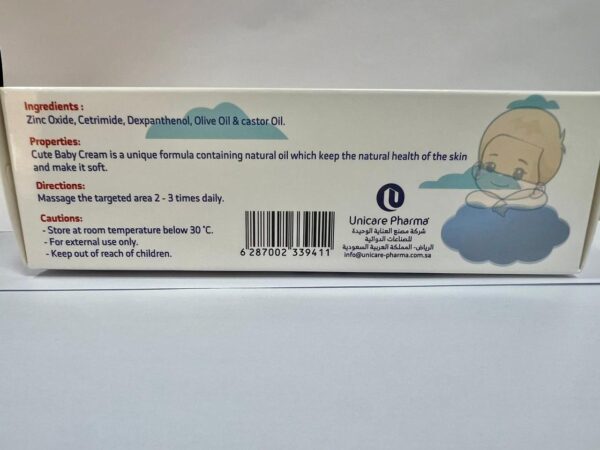 Ingredients :
Zinc Oxide, Cetrimide, Dexpanthenol, Olive Oil & castor Oil.
Properties:
Cute Baby Cream is a unique formula containing natural oil which keep the natural health of the skin
and make it soft.
Directions:
Massage the targeted area 2 - 3 times daily.
Cautions:
- Store at room temperature below 30 °C.
- For external use only.
- Keep out of reach of children.
6 287002 339411
Unicare Pharma
شركة مصنع العناية الوحيدة
للصناعات الدوائية
الرياض- المملكة العربية السعودية
info@unicare-pharma.com.sa